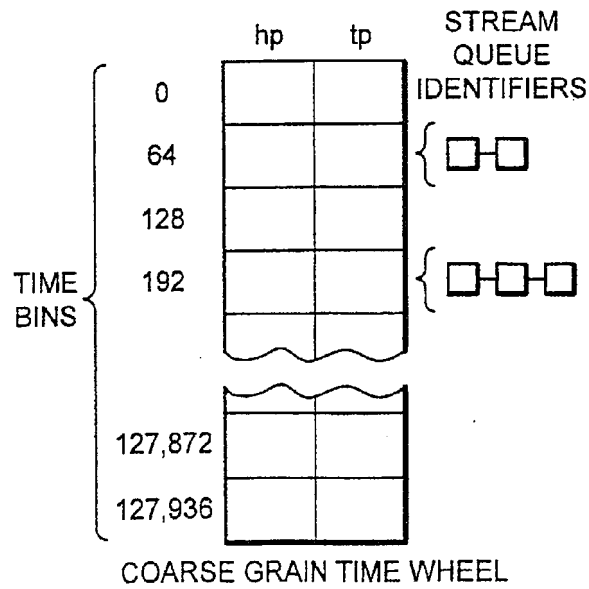 hp tp
STREAM
QUEUE
IDENTIFIERS
0
64
128
192
TIME
BINS
127,872
127,936
COARSE GRAIN TIME WHEEL